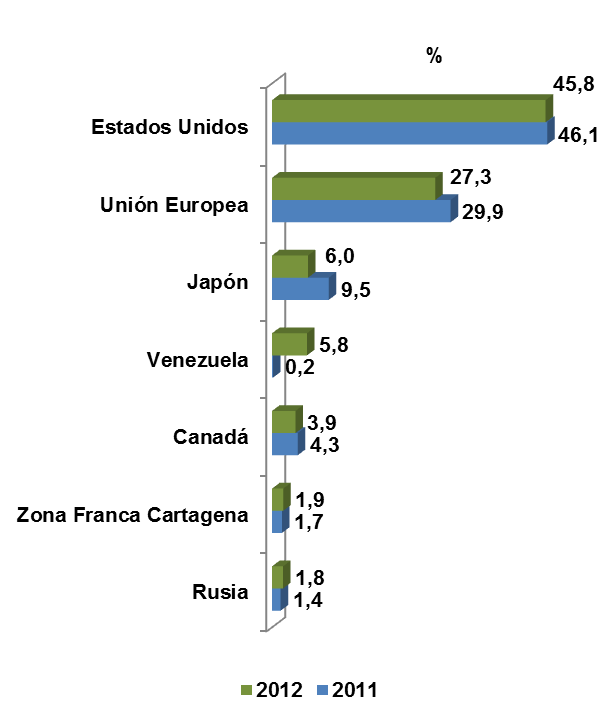 %
45,8
Estados Unidos
46,1
27,3
Unión Europea
29,9
6,0
Japón
9,5
5,8
Venezuela
0,2
3,9
Canadá
4,3
1,9
Zona Franca Cartagena
1,7
1,8
Rusia
1,4
2012 2011